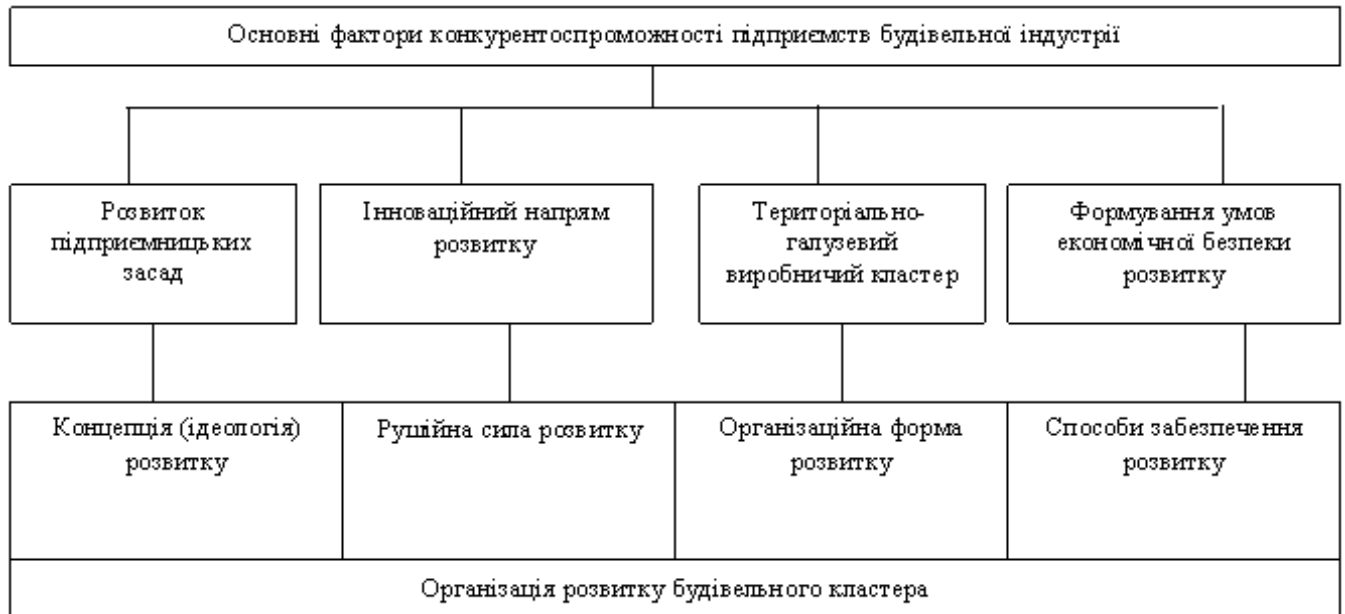 Основні фактори конкурентоспроможності підприємств будівельної індустрії
Розвиток
підприємницьких
засад
Інноваційний напрям
розвитку
Територіально-
галузевий
виробничий кластер
Формування умов
економічної безпеки
розвитку
Концепція (ідеологія)
розвитку
Рушійна сила розвитку
Організаційна форма
розвитку
Способи забезпечення
розвитку
Організація розвитку будівельного кластера